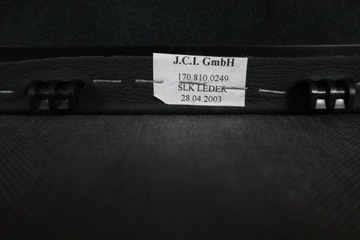 J.C.I. GmbH
170.810.0249
SLK LEDER
28.04.2003